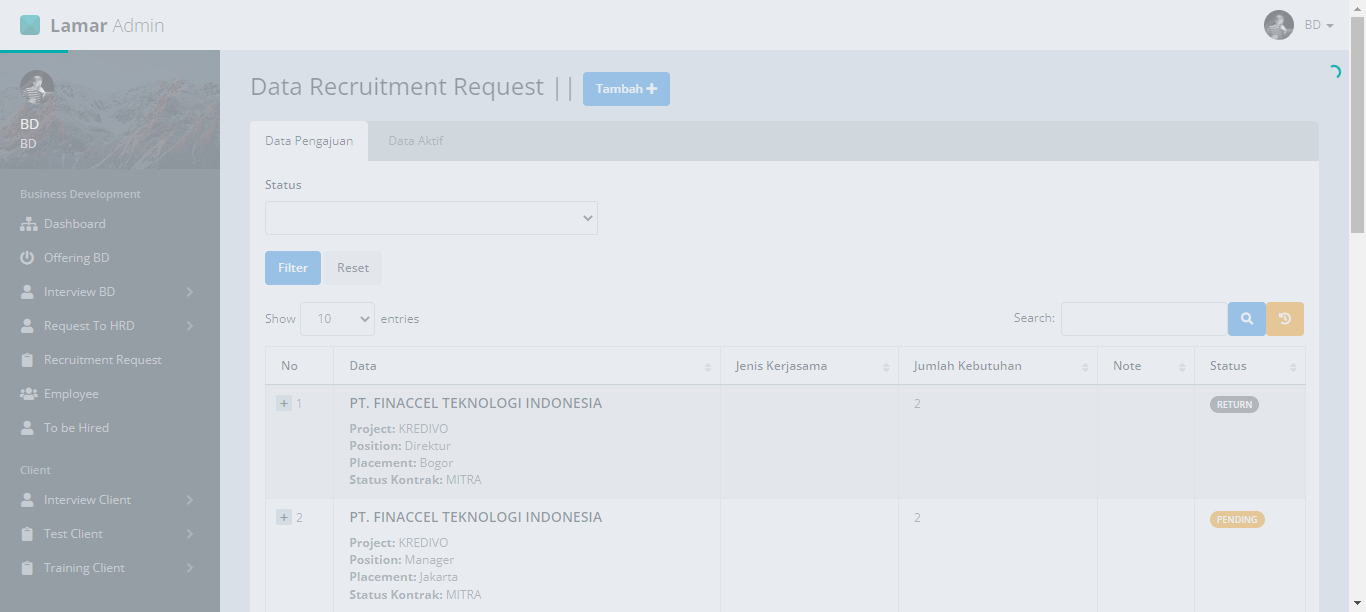 Lamar Admin
BD
BD
BD
Business Development
Dashboard
Offering BD
Interview BD
Request To HRD
Recruitment Request
Employee
To be Hired
Client
Interview Client
Test Client
Training Client
Data Recruitment Request || Tambah +
Data Pengajuan Data Aktif
Status
Filter Reset
Show 10 entries Search:
No Data Jenis Kerjasama Jumlah Kebutuhan Note Status
+ 1 PT. FINACCEL TEKNOLOGI INDONESIA 2 RETURN
Project: KREDIVO
Position: Direktur
Placement: Bogor
Status Kontrak: MITRA
+ 2 PT. FINACCEL TEKNOLOGI INDONESIA 2 PENDING
Project: KREDIVO
Position: Manager
Placement: Jakarta
Status Kontrak: MITRA